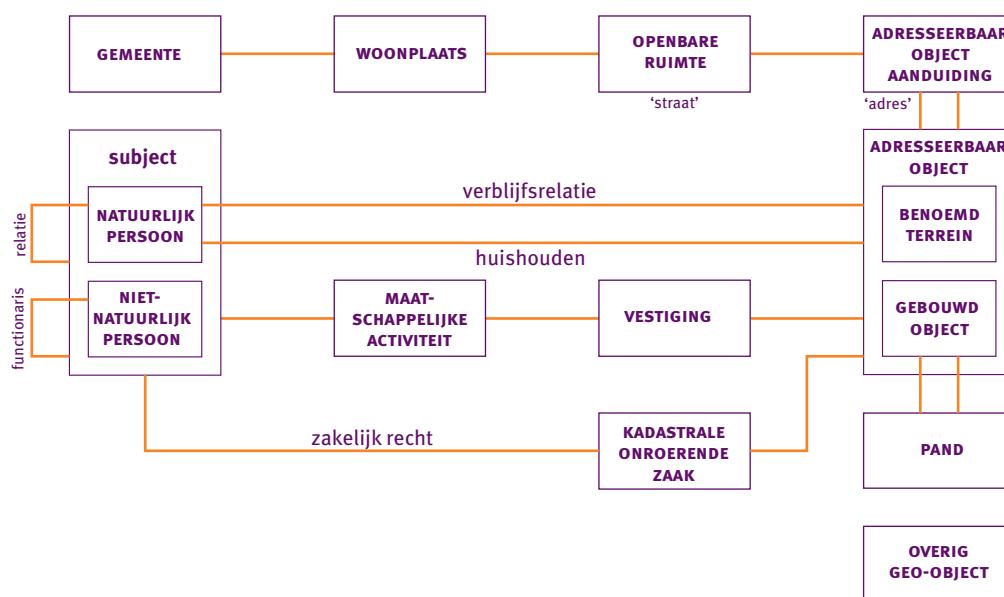 GEMEENTE
WOONPLAATS
OPENBARE
RUIMTE
'straat'
ADRESSEERBAAR
OBJECT
AANDUIDING
'adres'
subject
NATUURLIJK
PERSOON
relatie
verblijfsrelatie
huishouden
ADRESSEERBAAR
OBJECT
BENOEMD
TERREIN
NIET-
NATUURLIJK
PERSOON
functionaris
MAAT-
SCHAPPELIJKE
ACTIVITEIT
VESTIGING
GEBOUWD
OBJECT
zakelijk recht
KADASTRALE
ONROERENDE
ZAAK
PAND
OVERIG
GEO-OBJECT